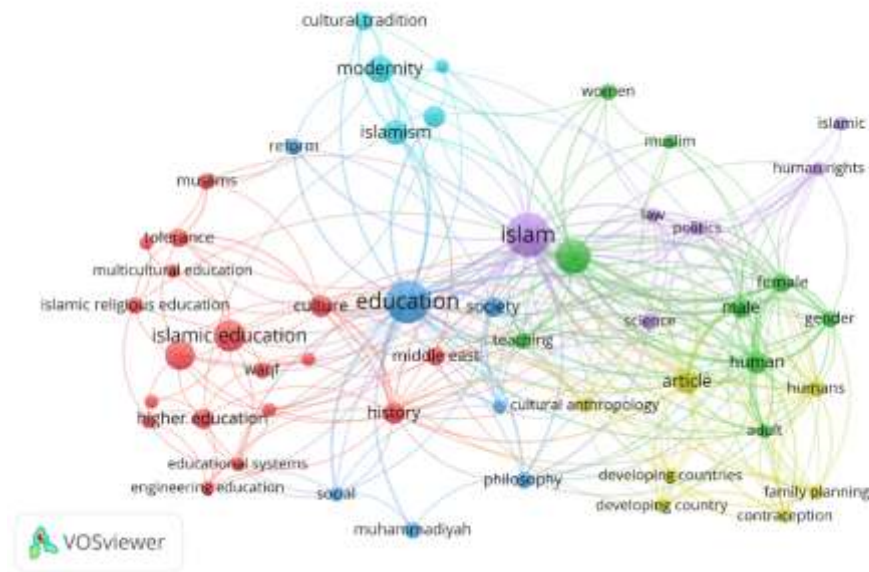 cultural tradition
modernity
women
islamism
islamic
reform
muslim
human rights
muslims
law
politics
islam
tolerance
multicultural education
female
islamic religious education
culture
education
society
male
gender
science
islamic education
teaching
middle east
human
waqf
article
humans
higher education
history
cultural anthropology
adult
educational systems
developing countries
engineering education
social
philosophy
family planning
developing country
contraception
muhammadiyah
VOSviewer